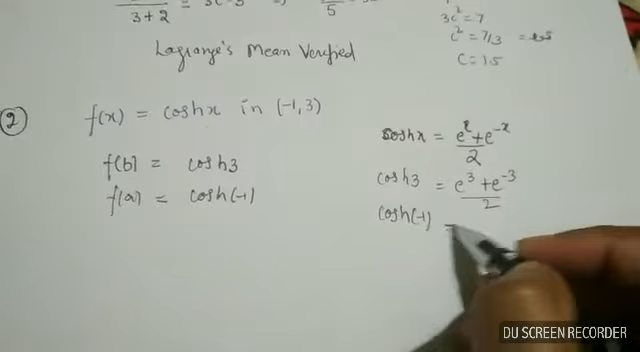 3+2
5
3c² = 7
c² = 7/3
c = 1.5
Lagrange's Mean Verified
② f(x) = coshx in (-1,3)
f(b) = cosh3
f(a) = cosh(-1)
coshx = e^x + e^-x / 2
cosh3 = e^3 + e^-3 / 2
cosh(-1)
DU SCREEN RECORDER